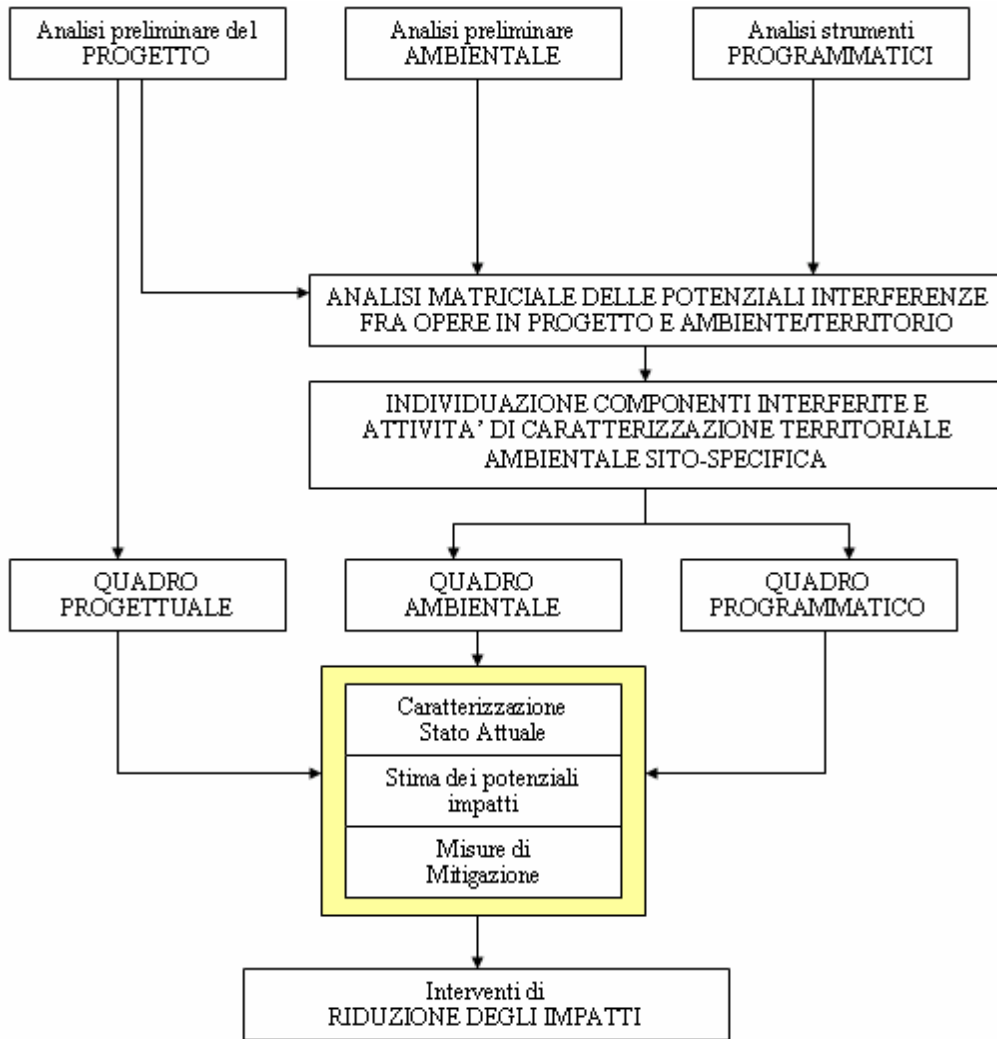 Analisi preliminare del
PROGETTO
Analisi preliminare
AMBIENTALE
Analisi strumenti
PROGRAMMATICI
ANALISI MATRICIALE DELLE POTENZIALI INTERFERENZE
FRA OPERE IN PROGETTO E AMBIENTE/TERRITORIO
INDIVIDUAZIONE COMPONENTI INTERFERITE E
ATTIVITA’ DI CARATTERIZZAZIONE TERRITORIALE
AMBIENTALE SITO-SPECIFICA
QUADRO
PROGETTUALE
QUADRO
AMBIENTALE
QUADRO
PROGRAMMATICO
Caratterizzazione
Stato Attuale
Stima dei potenziali
impatti
Misure di
Mitigazione
Interventi di
RIDUZIONE DEGLI IMPATTI